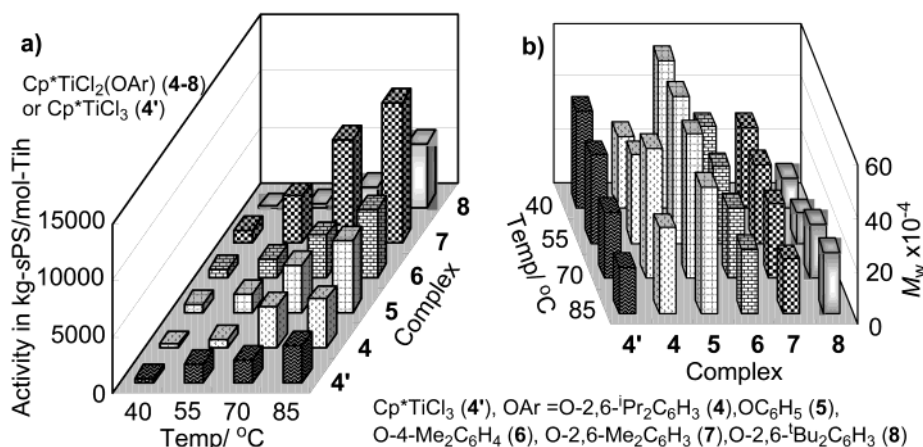 a)
Cp*TiCl₂(OAr) (4-8)
or Cp*TiCl₃ (4')
Activity in kg-sPS/mol-Tih
15000
10000
5000
0
40 55 70 85
Temp/ °C
4' 4 5 6 7 8
Complex
b)
Temp/ °C
40
55
70
85
4' 4 5 6 7 8
Complex
60
40
20
0
Mw x10⁻⁴
Cp*TiCl₃ (4'), OAr =O-2,6-ⁱPr₂C₆H₃ (4),OC₆H₅ (5),
O-4-Me₂C₆H₄ (6), O-2,6-Me₂C₆H₃ (7),O-2,6-ᵗBu₂C₆H₃ (8)